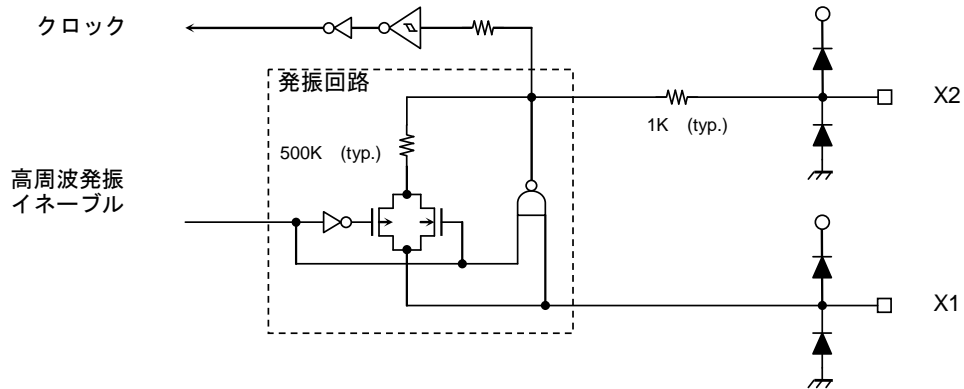 クロック
発振回路
X2
1K (typ.)
500K (typ.)
高周波発振
イネーブル
X1